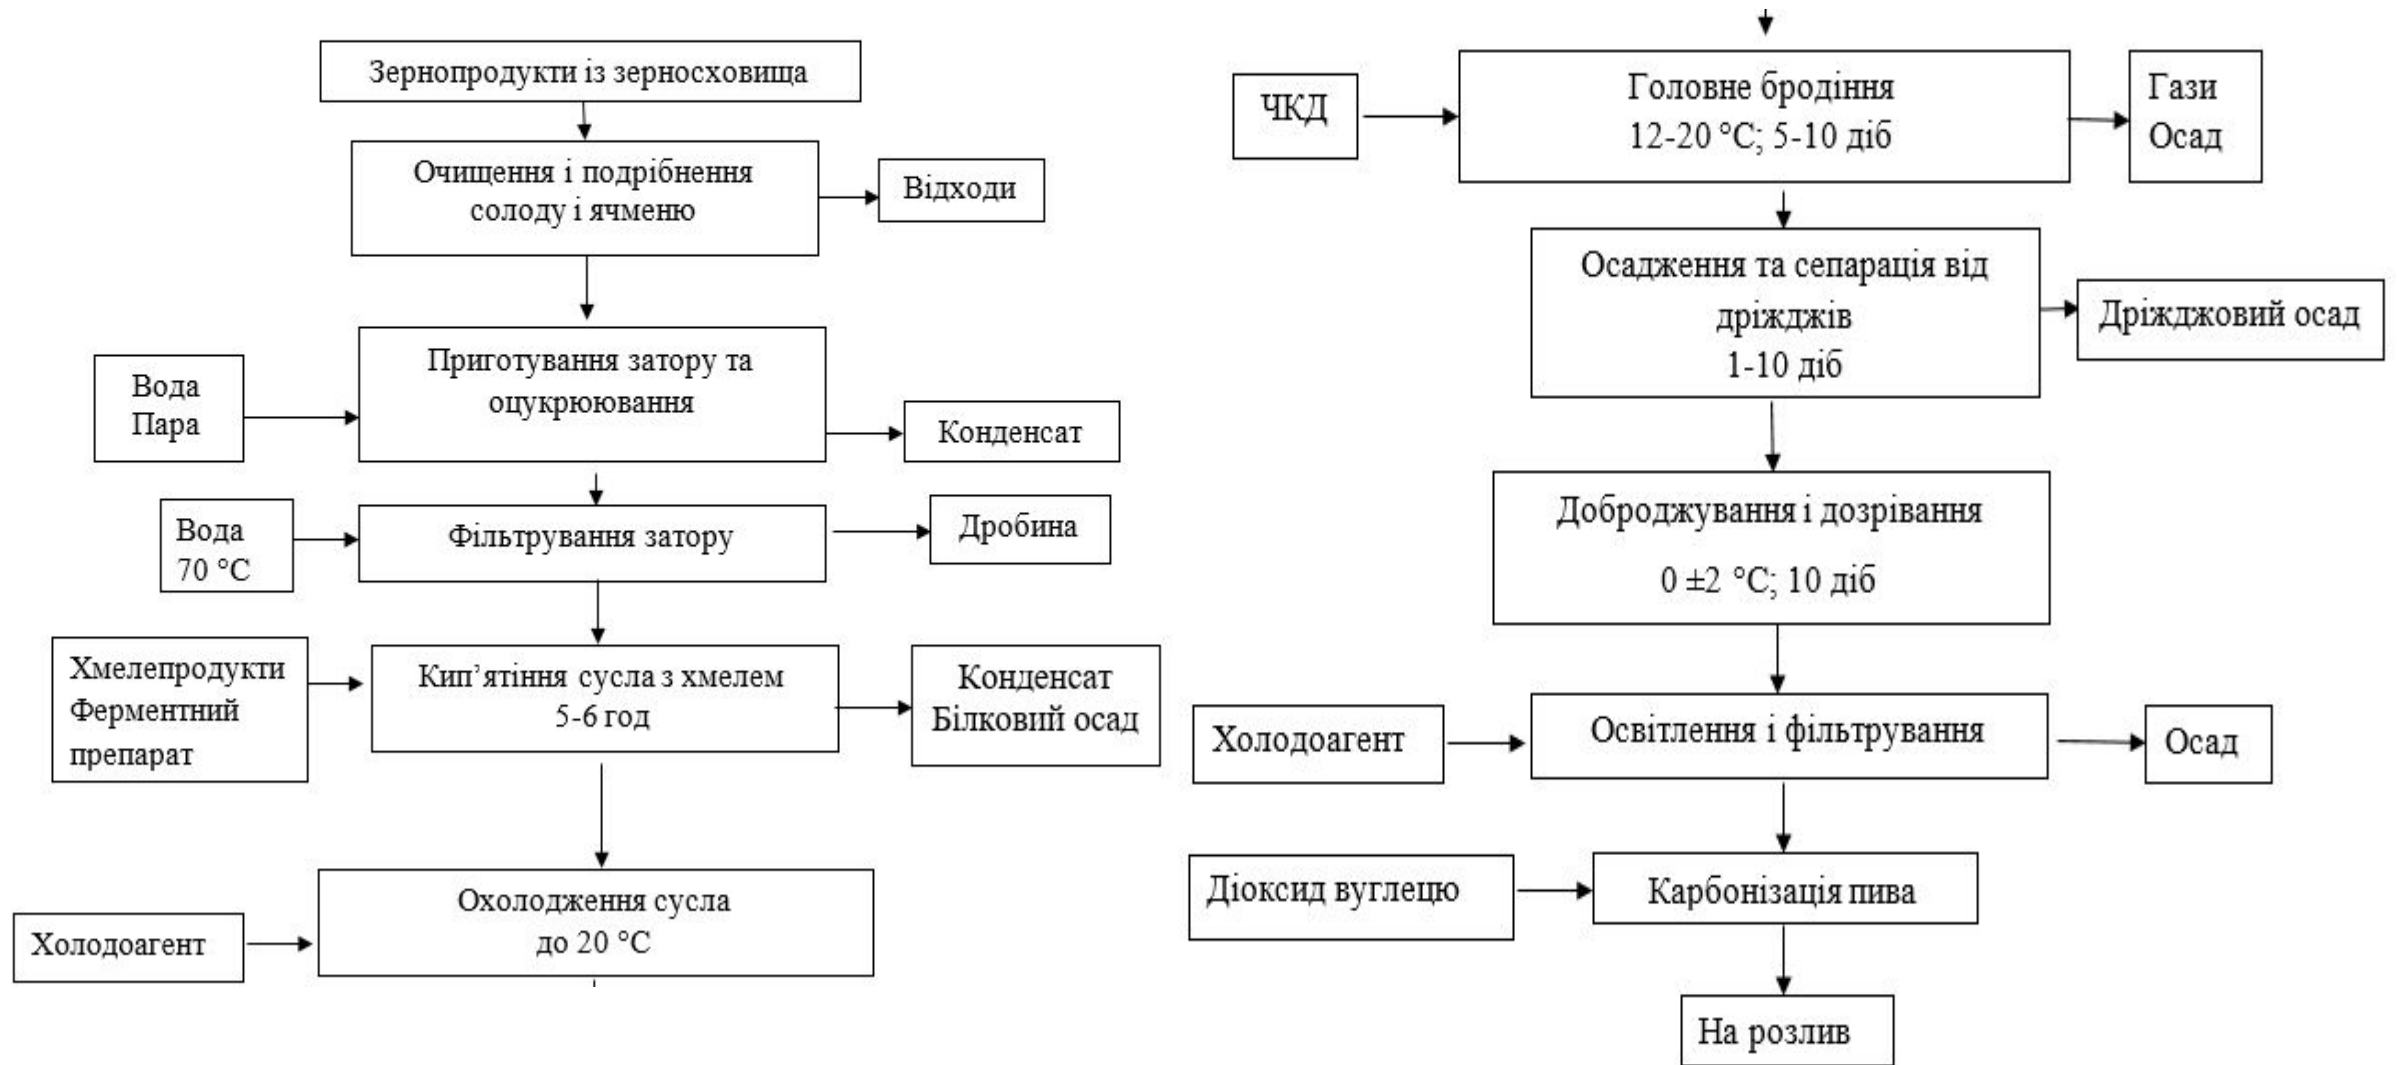 Зернопродукти із зерносховища
Очищення і подрібнення
солоду і ячменю
Відходи
Вода
Пара
Приготування затору та
оцукрюювання
Конденсат
Вода
70 °С
Фільтрування затору
Дробина
Хмелепродукти
Ферментний
препарат
Кип’ятіння сусла з хмелем
5-6 год
Конденсат
Білковий осад
Холодоагент
Охолодження сусла
до 20 °С
ЧКД
Головне бродіння
12-20 °С; 5-10 діб
Гази
Осад
Осадження та сепарація від
дріжджів
1-10 діб
Дріжджовий осад
Доброджування і дозрівання
0 ±2 °С; 10 діб
Холодоагент
Освітлення і фільтрування
Осад
Діоксид вуглецю
Карбонізація пива
На розлив